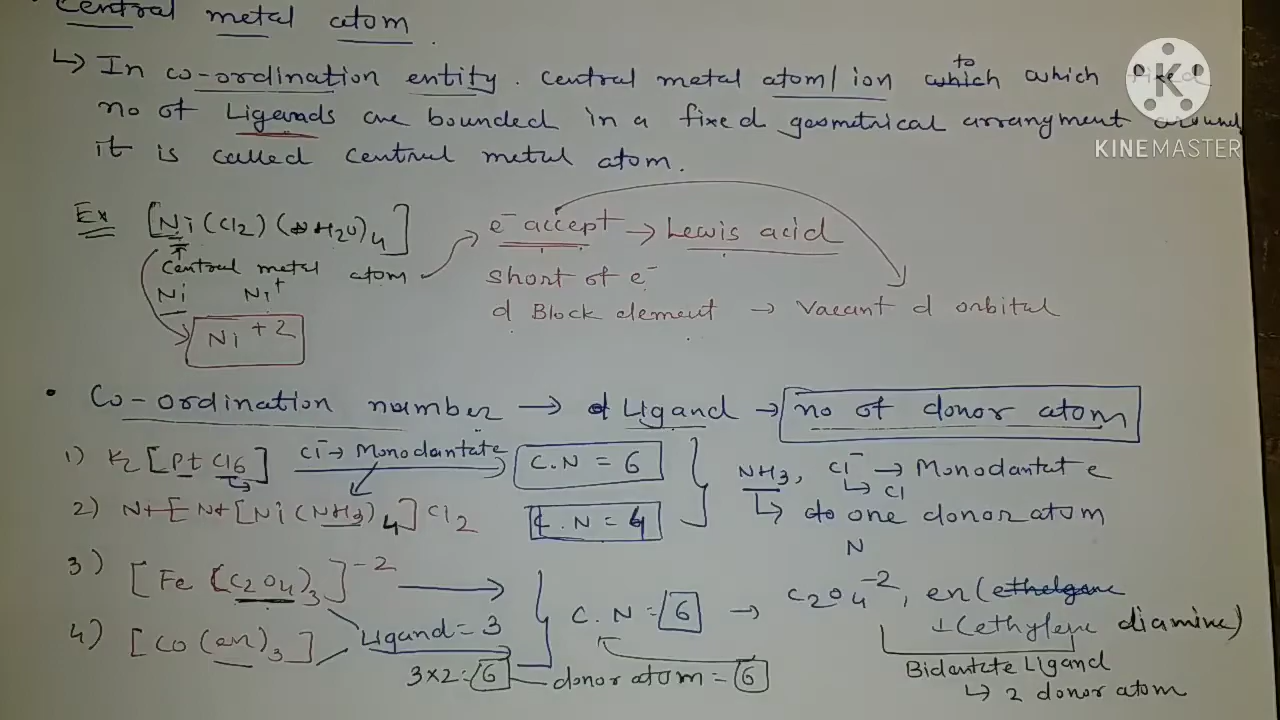 Central metal atom.
↳ In co-ordination entity. Central metal atom/ion which to which fixed
no of Ligands are bounded in a fixed geometrical arrangment around
it is called central metal atom.
KINEMASTER
Ex [Ni(Cl2)(H2O)4] e⁻ accept → Lewis acid
Central metal atom short of e⁻
Ni Ni⁺ d Block element → Vacant d orbital
Ni+2
• Co-ordination number → of Ligand → no of donor atom
1) K2[PtCl6] Cl⁻→ Monodantate C.N = 6 NH3, Cl⁻ → Monodantate
↳ Cl
2) [Ni(NH3)4]Cl2 C.N = 4 ↳ one donor atom
N
3) [Fe(C2O4)3]⁻² C.N = 6 → C2O4⁻², en(
4) [Co(en)3] Ligand = 3 (ethylene diamine)
3×2=6 donor atom = 6 Bidantate Ligand
↳ 2 donor atom